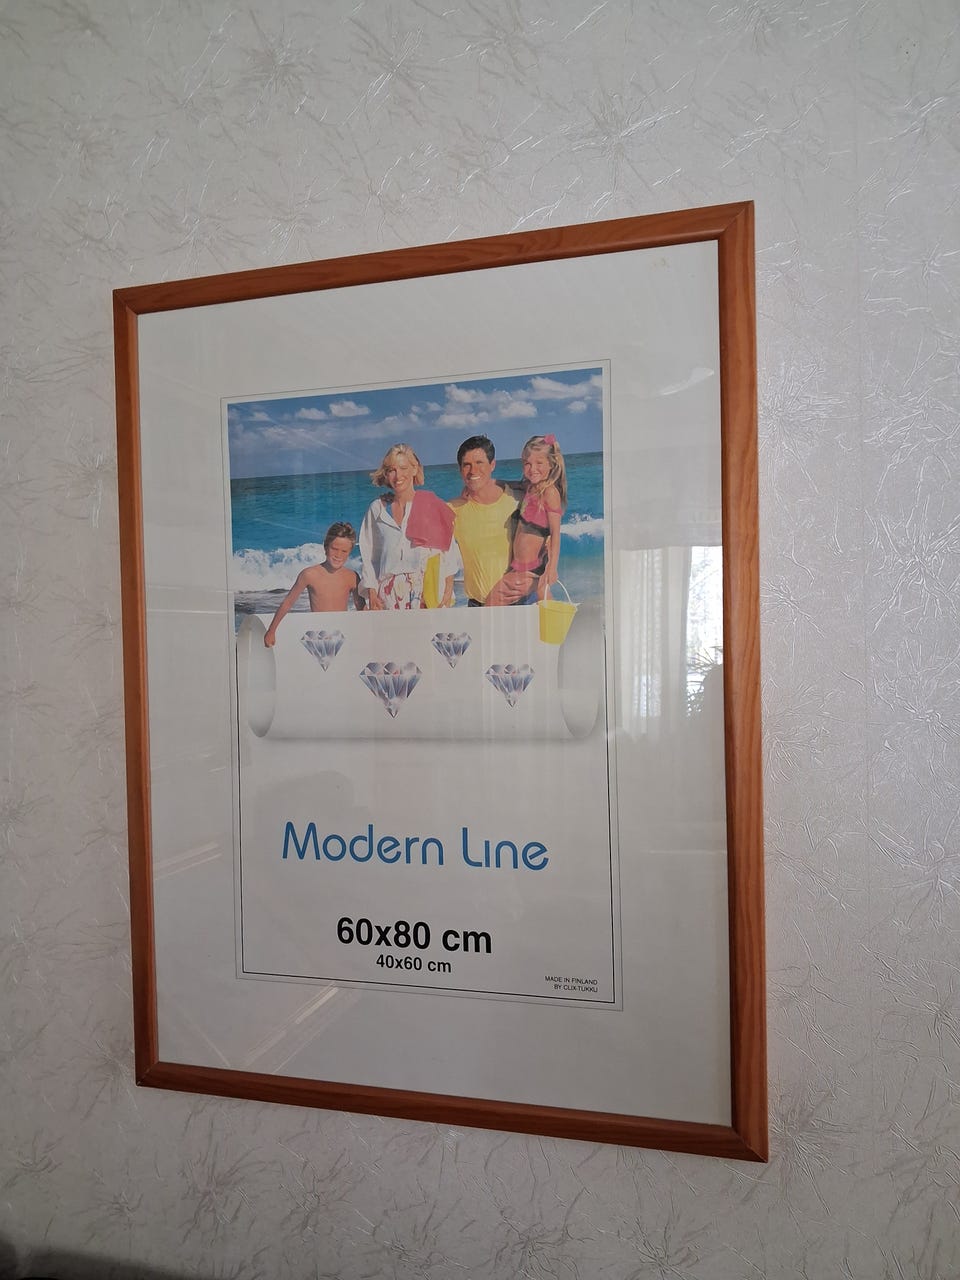 Modern Line
60x80 cm
40x60 cm
MADE IN FINLAND
BY CLIX-TUKKU